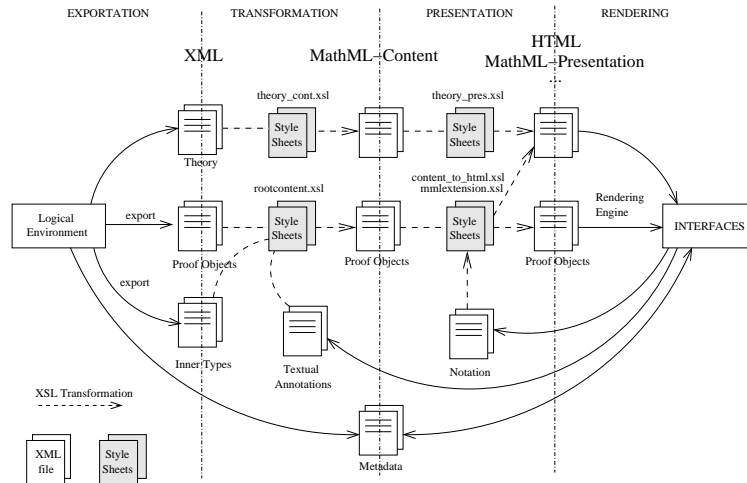 EXPORTATION
TRANSFORMATION
PRESENTATION
RENDERING
XML
MathML–Content
HTML
MathML–Presentation
...
theory_cont.xsl
theory_pres.xsl
Style
Sheets
Style
Sheets
Theory
content_to_html.xsl
rootcontent.xsl
mmlextension.xsl
Logical
Environment
export
Style
Sheets
Style
Sheets
Rendering
Engine
INTERFACES
Proof Objects
Proof Objects
Proof Objects
export
Inner Types
Textual
Annotations
Notation
XSL Transformation
XML
file
Style
Sheets
Metadata